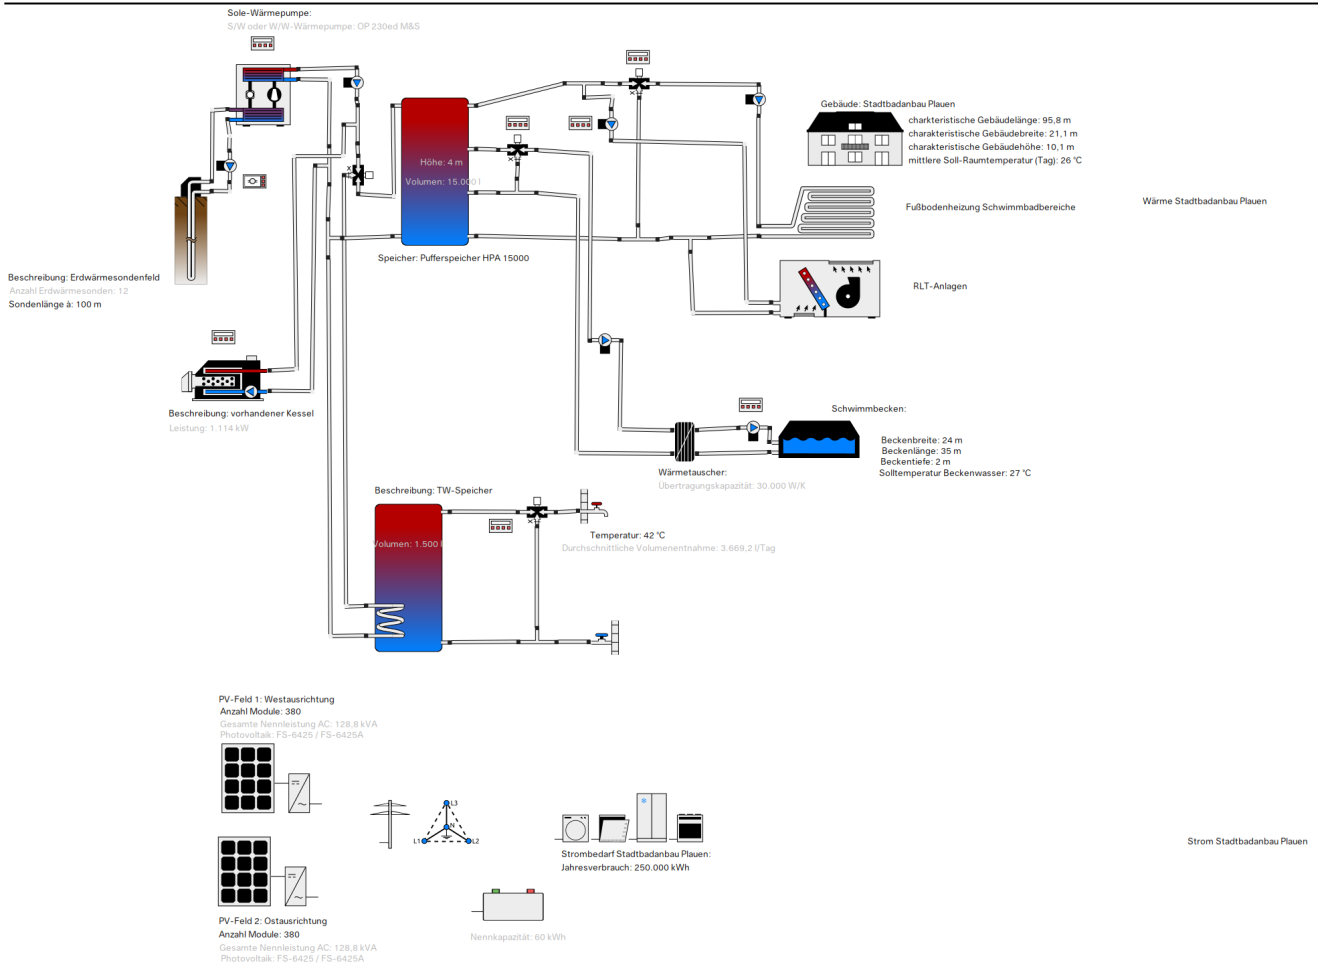 Sole-Wärmepumpe:
S/W oder W/W-Wärmepumpe: OP 230ed M&S
Gebäude: Stadtbadanbau Plauen
charkteristische Gebäudelänge: 95,8 m
charakteristische Gebäudebreite: 21,1 m
charakteristische Gebäudehöhe: 10,1 m
mittlere Soll-Raumtemperatur (Tag): 26 °C
Höhe: 4 m
Volumen: 15.000 l
Fußbodenheizung Schwimmbadbereiche
Wärme Stadtbadanbau Plauen
Speicher: Pufferspeicher HPA 15000
Beschreibung: Erdwärmesondenfeld
Anzahl Erdwärmesonden: 12
Sondenlänge à: 100 m
RLT-Anlagen
Beschreibung: vorhandener Kessel
Leistung: 1.114 kW
Schwimmbecken:
Beckenbreite: 24 m
Beckenlänge: 35 m
Beckentiefe: 2 m
Solltemperatur Beckenwasser: 27 °C
Wärmetauscher:
Übertragungskapazität: 30.000 W/K
Beschreibung: TW-Speicher
Volumen: 1.500 l
Temperatur: 42 °C
Durchschnittliche Volumenentnahme: 3.669,2 l/Tag
PV-Feld 1: Westausrichtung
Anzahl Module: 380
Gesamte Nennleistung AC: 128,8 kVA
Photovoltaik: FS-6425 / FS-6425A
L3
N
L1
L2
Strombedarf Stadtbadanbau Plauen:
Jahresverbrauch: 250.000 kWh
Strom Stadtbadanbau Plauen
PV-Feld 2: Ostausrichtung
Anzahl Module: 380
Gesamte Nennleistung AC: 128,8 kVA
Photovoltaik: FS-6425 / FS-6425A
Nennkapazität: 60 kWh